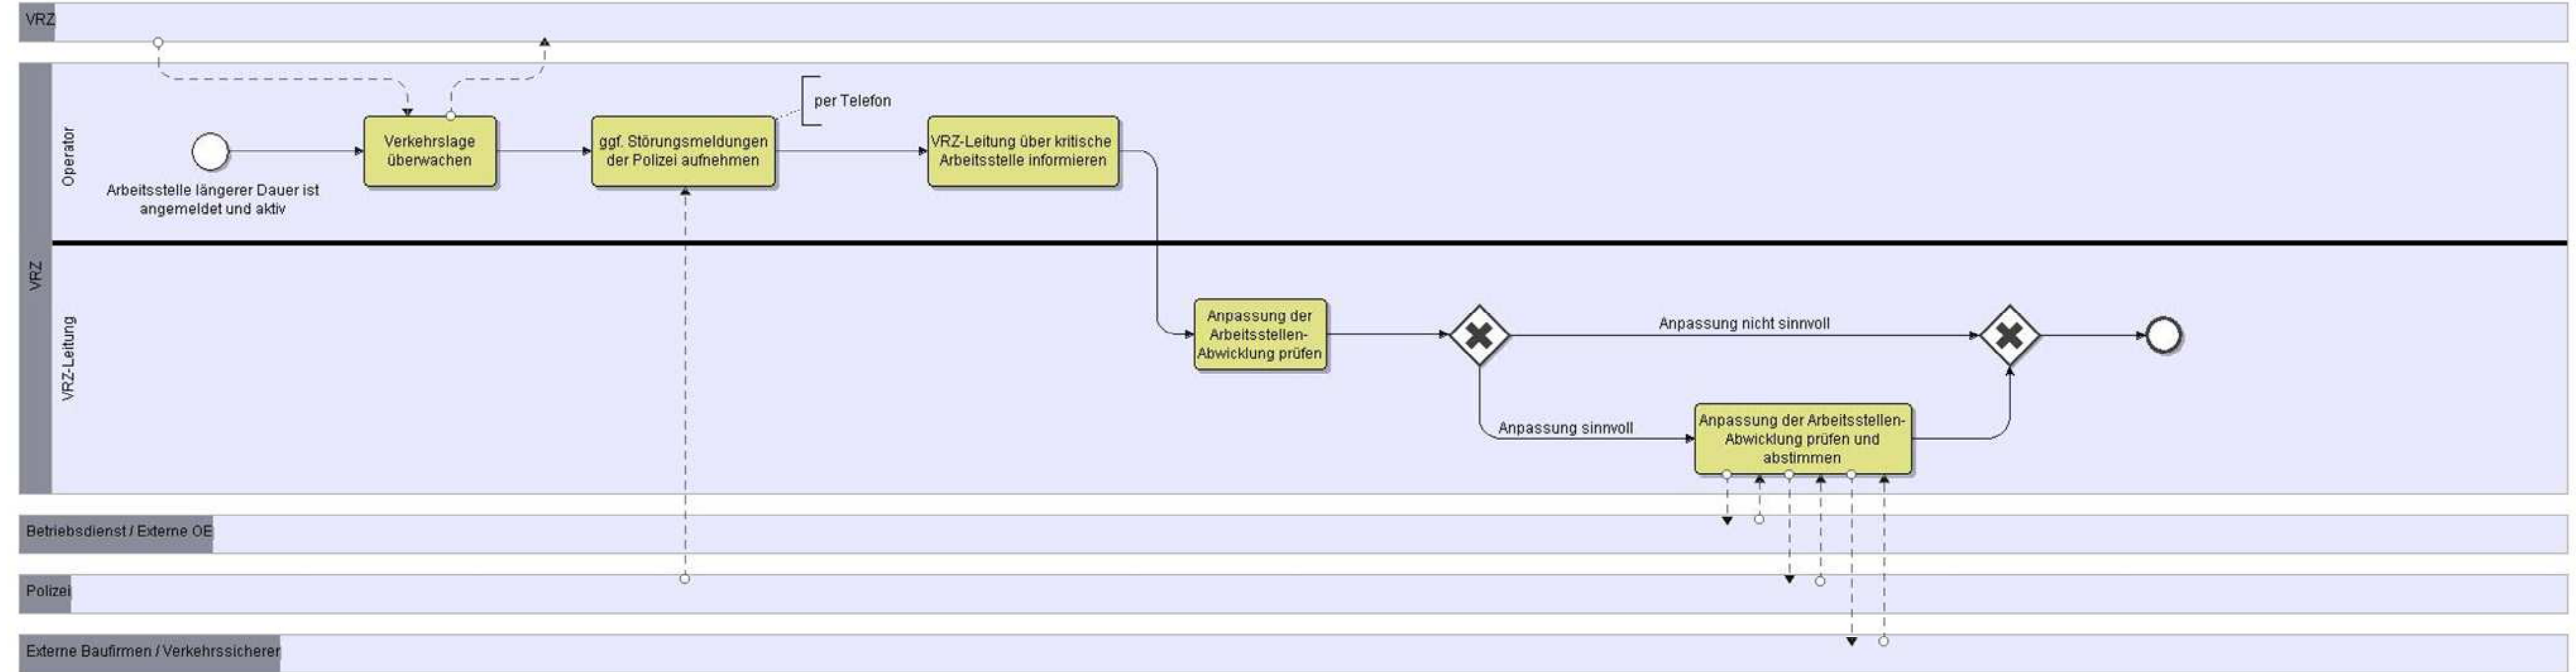 VRZ
VRZ
Operator
per Telefon
Verkehrslage
überwachen
ggf. Störungsmeldungen
der Polizei aufnehmen
VRZ-Leitung über kritische
Arbeitsstelle informieren
Arbeitsstelle längerer Dauer ist
angemeldet und aktiv
VRZ-Leitung
Anpassung der
Arbeitsstellen-
Abwicklung prüfen
Anpassung nicht sinnvoll
Anpassung sinnvoll
Anpassung der Arbeitsstellen-
Abwicklung prüfen und
abstimmen
Betriebsdienst / Externe OE
Polizei
Externe Baufirmen / Verkehrssicherer